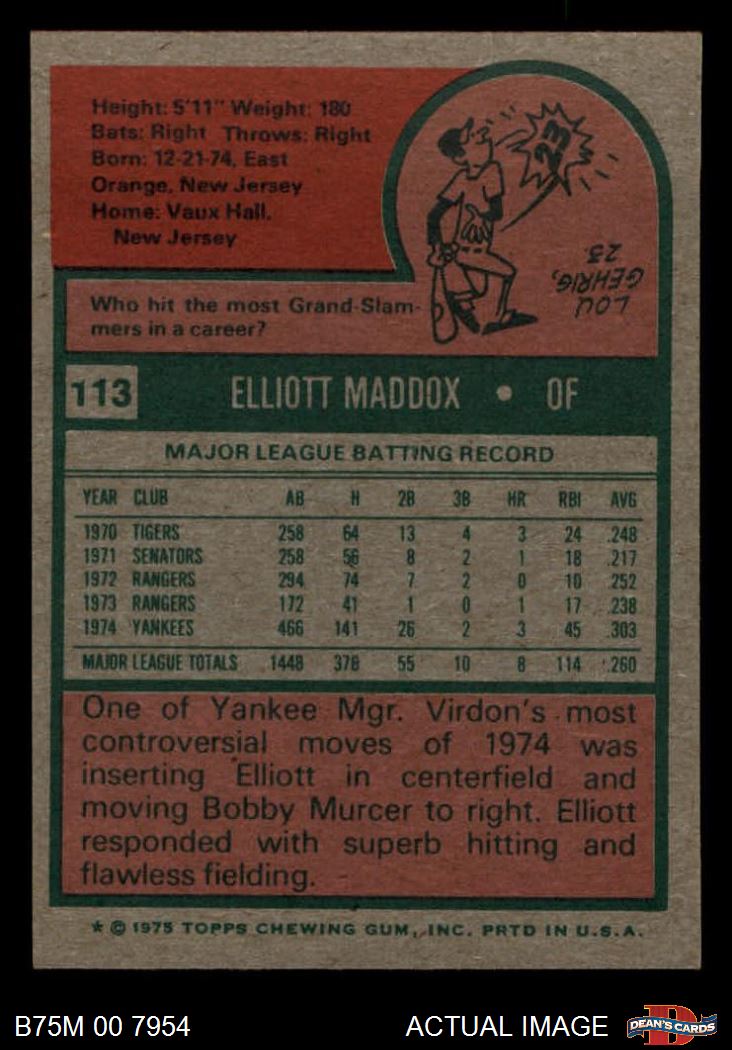 Height: 5'11" Weight: 180
Bats: Right Throws: Right
Born: 12-21-74, East
Orange, New Jersey
Home: Vaux Hall,
New Jersey
23
LOU
GEHRIG,
23.
Who hit the most Grand-Slam-
mers in a career?
113 ELLIOTT MADDOX • OF
MAJOR LEAGUE BATTING RECORD
YEAR CLUB AB H 2B 3B HR RBI AVG
1970 TIGERS 258 64 13 4 3 24 .248
1971 SENATORS 258 56 8 2 1 18 .217
1972 RANGERS 294 74 7 2 0 10 .252
1973 RANGERS 172 41 1 0 1 17 .238
1974 YANKEES 466 141 26 2 3 45 .303
MAJOR LEAGUE TOTALS 1448 376 55 10 8 114 .260
One of Yankee Mgr. Virdon's most
controversial moves of 1974 was
inserting Elliott in centerfield and
moving Bobby Murcer to right. Elliott
responded with superb hitting and
flawless fielding.
* © 1975 TOPPS CHEWING GUM, INC. PRTD IN U.S.A.
B75M 00 7954 ACTUAL IMAGE DEAN'S CARDS